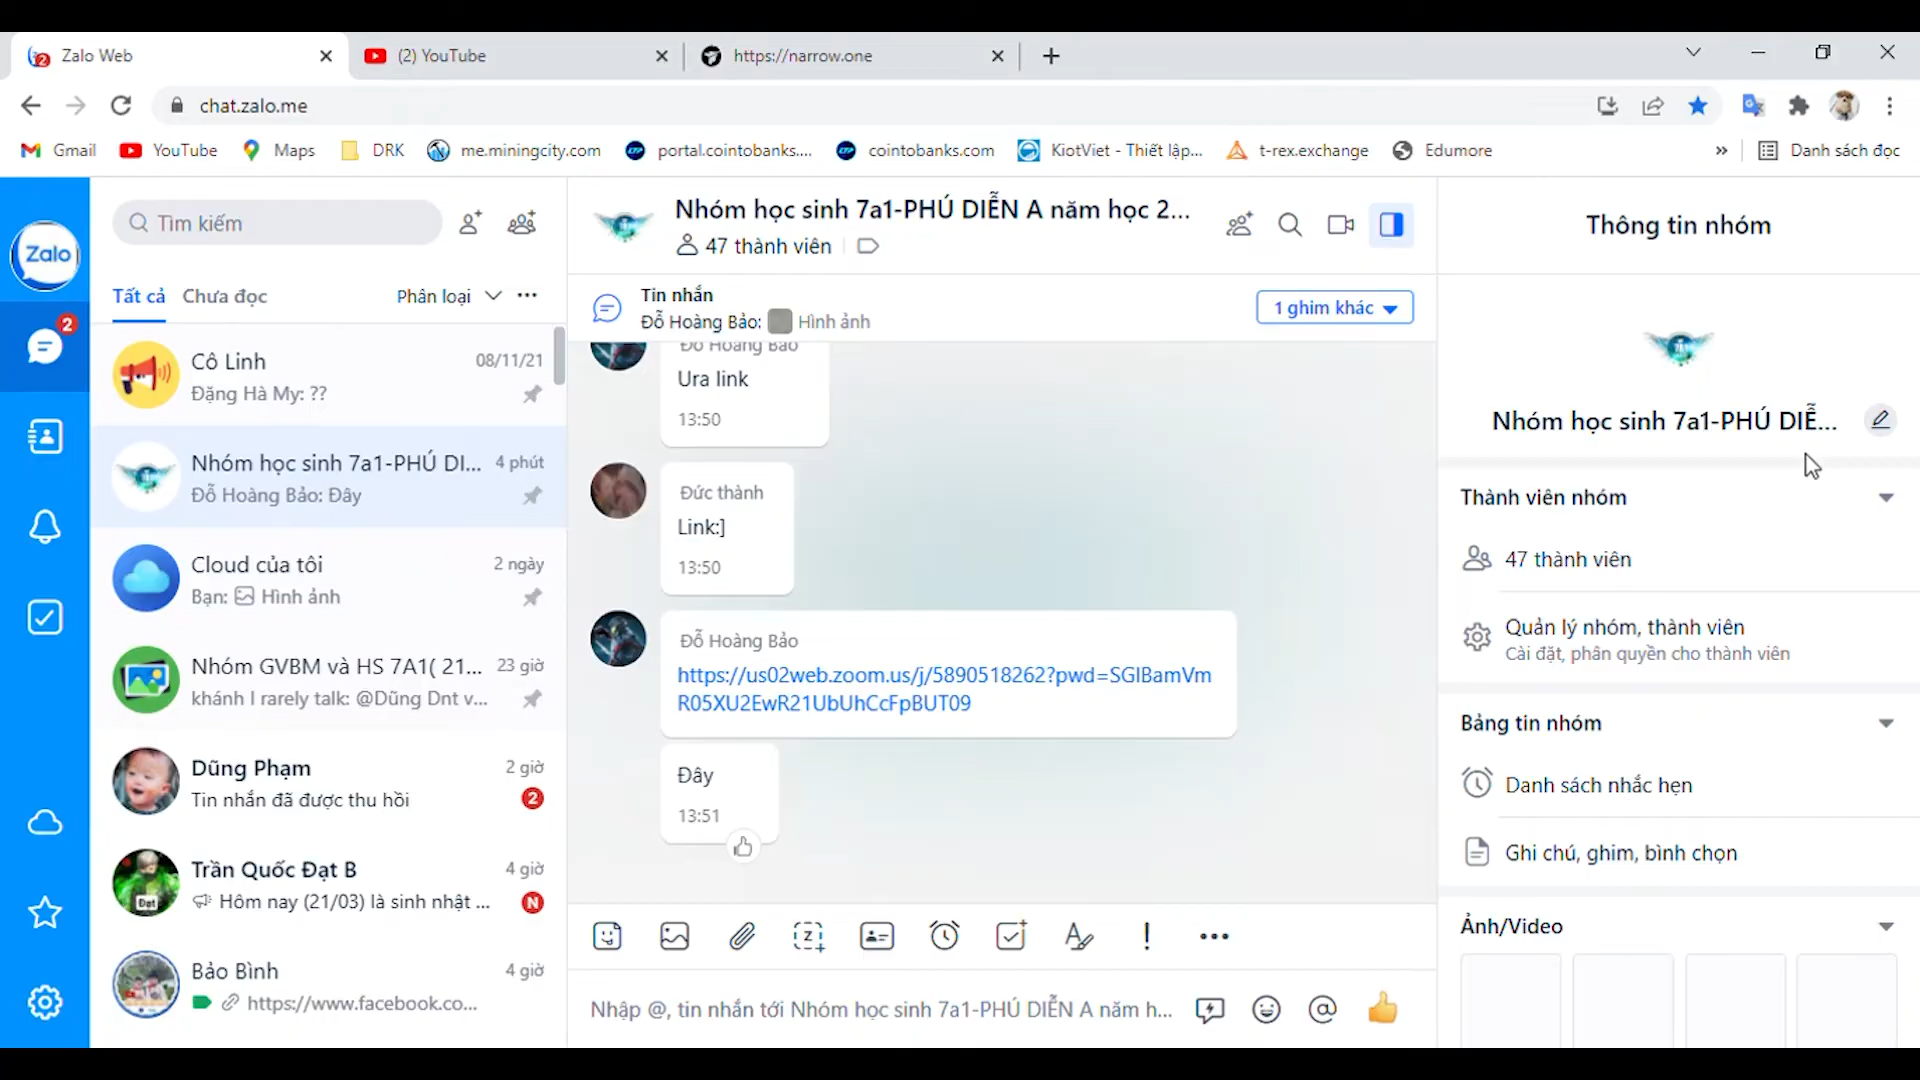 Zalo Web
(2) YouTube
https://narrow.one
chat.zalo.me
Gmail
YouTube
Maps
DRK
me.miningcity.com
portal.cointobanks....
cointobanks.com
KiotViet - Thiết lập...
t-rex.exchange
Edumore
»
Danh sách đọc
Zalo
2
Tìm kiếm
Tất cả
Chưa đọc
Phân loại
Cô Linh
08/11/21
Đặng Hà My: ??
Nhóm học sinh 7a1-PHÚ DI...
4 phút
Đỗ Hoàng Bảo: Đây
Cloud của tôi
2 ngày
Bạn: Hình ảnh
Nhóm GVBM và HS 7A1( 21...
23 giờ
khánh I rarely talk: @Dũng Dnt v...
Dũng Phạm
2 giờ
Tin nhắn đã được thu hồi
2
Trần Quốc Đạt B
4 giờ
Hôm nay (21/03) là sinh nhật ...
N
Bảo Bình
4 giờ
https://www.facebook.co...
Nhóm học sinh 7a1-PHÚ DIỄN A năm học 2...
47 thành viên
Tin nhắn
Đỗ Hoàng Bảo: Hình ảnh
1 ghim khác
Đỗ Hoàng Bảo
Ura link
13:50
Đức thành
Link:]
13:50
Đỗ Hoàng Bảo
https://us02web.zoom.us/j/5890518262?pwd=SGlBamVm
R05XU2EwR21UbUhCcFpBUT09
Đây
13:51
Nhập @, tin nhắn tới Nhóm học sinh 7a1-PHÚ DIỄN A năm h...
Thông tin nhóm
Nhóm học sinh 7a1-PHÚ DIỄ...
Thành viên nhóm
47 thành viên
Quản lý nhóm, thành viên
Cài đặt, phân quyền cho thành viên
Bảng tin nhóm
Danh sách nhắc hẹn
Ghi chú, ghim, bình chọn
Ảnh/Video